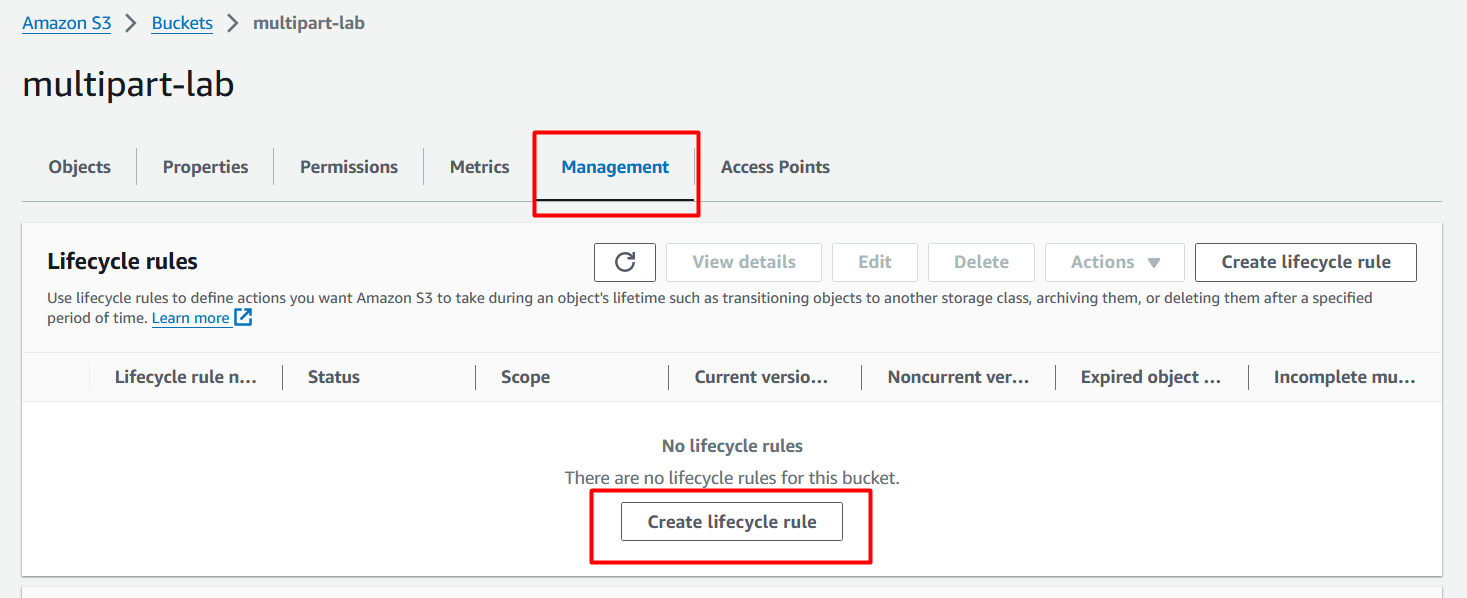 Amazon S3 > Buckets > multipart-lab
multipart-lab
Objects Properties Permissions Metrics Management Access Points
Lifecycle rules View details Edit Delete Actions Create lifecycle rule
Use lifecycle rules to define actions you want Amazon S3 to take during an object's lifetime such as transitioning objects to another storage class, archiving them, or deleting them after a specified
period of time. Learn more
Lifecycle rule n... Status Scope Current versio... Noncurrent ver... Expired object ... Incomplete mu...
No lifecycle rules
There are no lifecycle rules for this bucket.
Create lifecycle rule